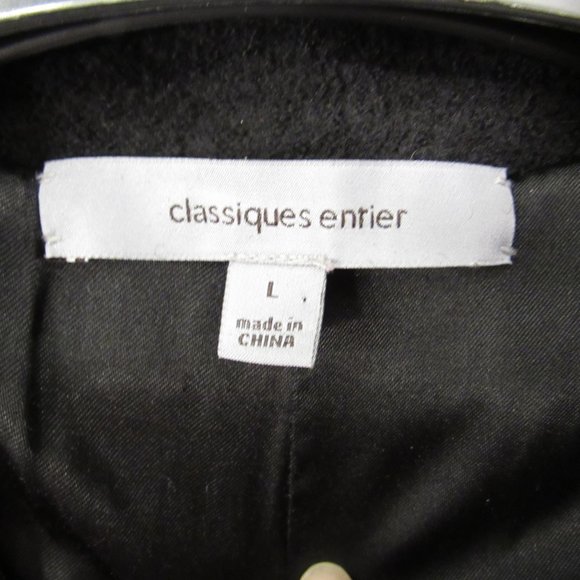 classiques entier
L
made in
CHINA